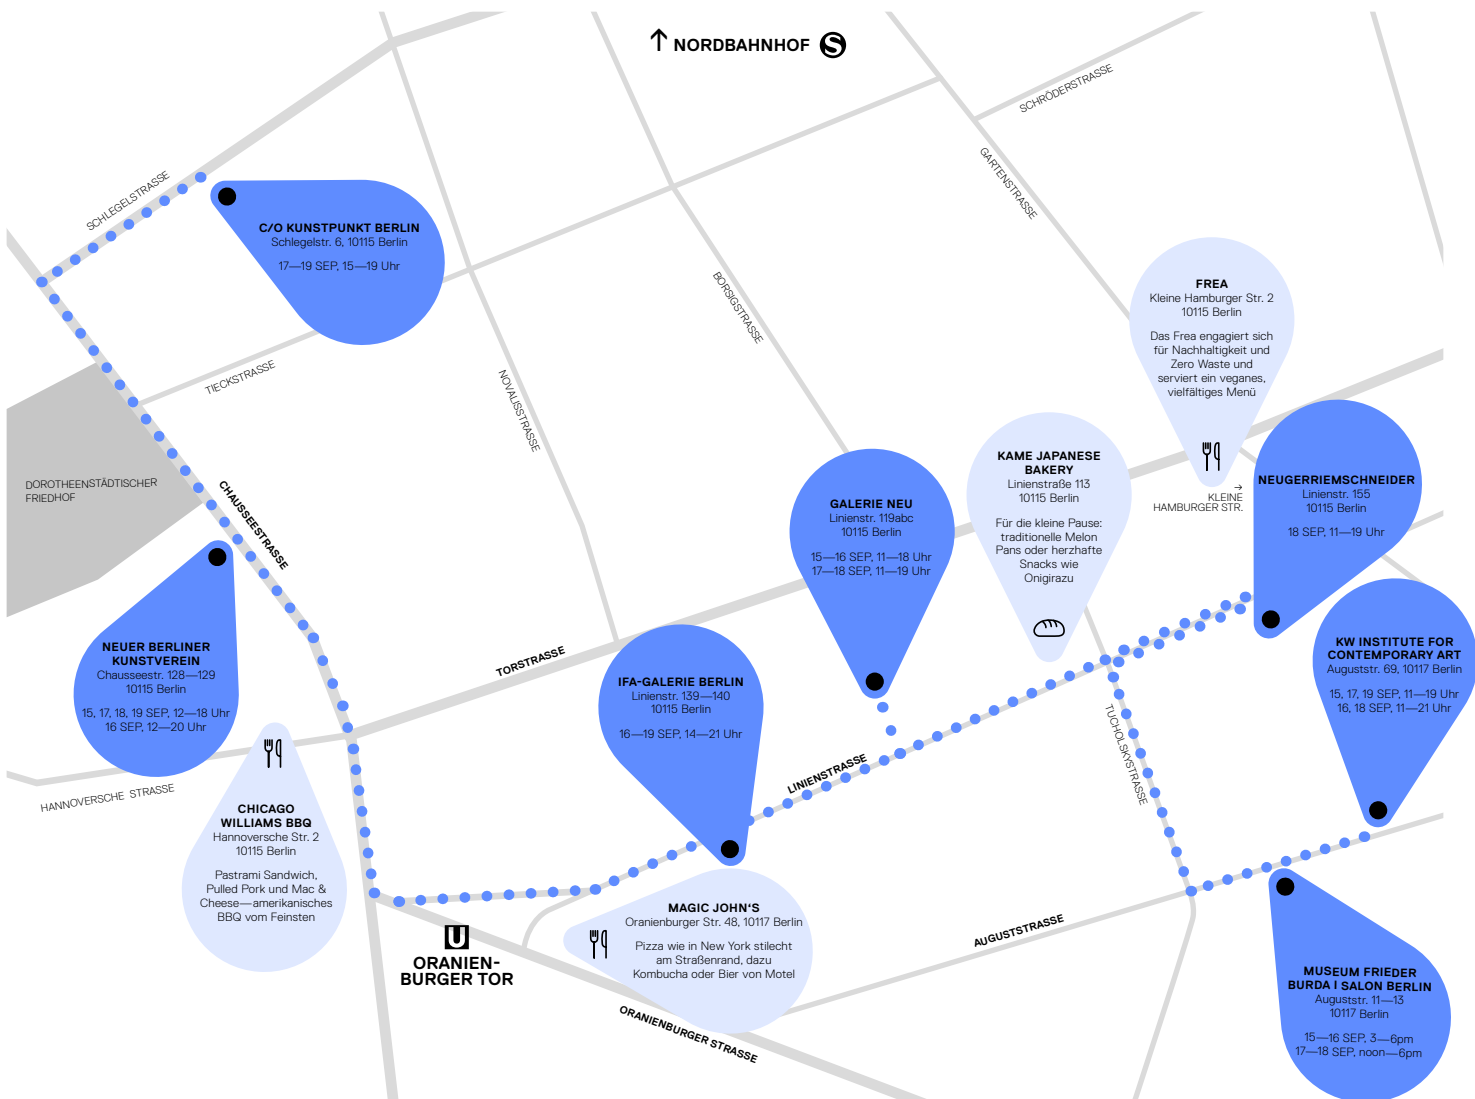 ↑ NORDBAHNHOF S
SCHRÖDERSTRASSE
GARTENSTRASSE
SCHLEGELSTRASSE
C/O KUNSTPUNKT BERLIN
Schlegelstr. 6, 10115 Berlin
17—19 SEP, 15—19 Uhr
BORSIGSTRASSE
FREA
Kleine Hamburger Str. 2
10115 Berlin
Das Frea engagiert sich
für Nachhaltigkeit und
Zero Waste und
serviert ein veganes,
vielfältiges Menü
TIECKSTRASSE
NOVALISSTRASSE
KAME JAPANESE
BAKERY
Linienstraße 113
10115 Berlin
Für die kleine Pause:
traditionelle Melon
Pans oder herzhafte
Snacks wie
Onigirazu
→
KLEINE
HAMBURGER STR.
NEUGERRIEMSCHNEIDER
Linienstr. 155
10115 Berlin
18 SEP, 11—19 Uhr
DOROTHEENSTÄDTISCHER
FRIEDHOF
CHAUSSEESTRASSE
GALERIE NEU
Linienstr. 119abc
10115 Berlin
15—16 SEP, 11—18 Uhr
17—18 SEP, 11—19 Uhr
NEUER BERLINER
KUNSTVEREIN
Chausseestr. 128—129
10115 Berlin
15, 17, 18, 19 SEP, 12—18 Uhr
16 SEP, 12—20 Uhr
TORSTRASSE
IFA-GALERIE BERLIN
Linienstr. 139—140
10115 Berlin
16—19 SEP, 14—21 Uhr
KW INSTITUTE FOR
CONTEMPORARY ART
Auguststr. 69, 10117 Berlin
15, 17, 19 SEP, 11—19 Uhr
16, 18 SEP, 11—21 Uhr
TUCHOLSKYSTRASSE
LINIENSTRASSE
HANNOVERSCHE STRASSE
CHICAGO
WILLIAMS BBQ
Hannoversche Str. 2
10115 Berlin
Pastrami Sandwich,
Pulled Pork und Mac &
Cheese—amerikanisches
BBQ vom Feinsten
MAGIC JOHN‘S
Oranienburger Str. 48, 10117 Berlin
Pizza wie in New York stilecht
am Straßenrand, dazu
Kombucha oder Bier von Motel
U
ORANIEN-
BURGER TOR
AUGUSTSTRASSE
ORANIENBURGER STRASSE
MUSEUM FRIEDER
BURDA I SALON BERLIN
Auguststr. 11—13
10117 Berlin
15—16 SEP, 3—6pm
17—18 SEP, noon—6pm